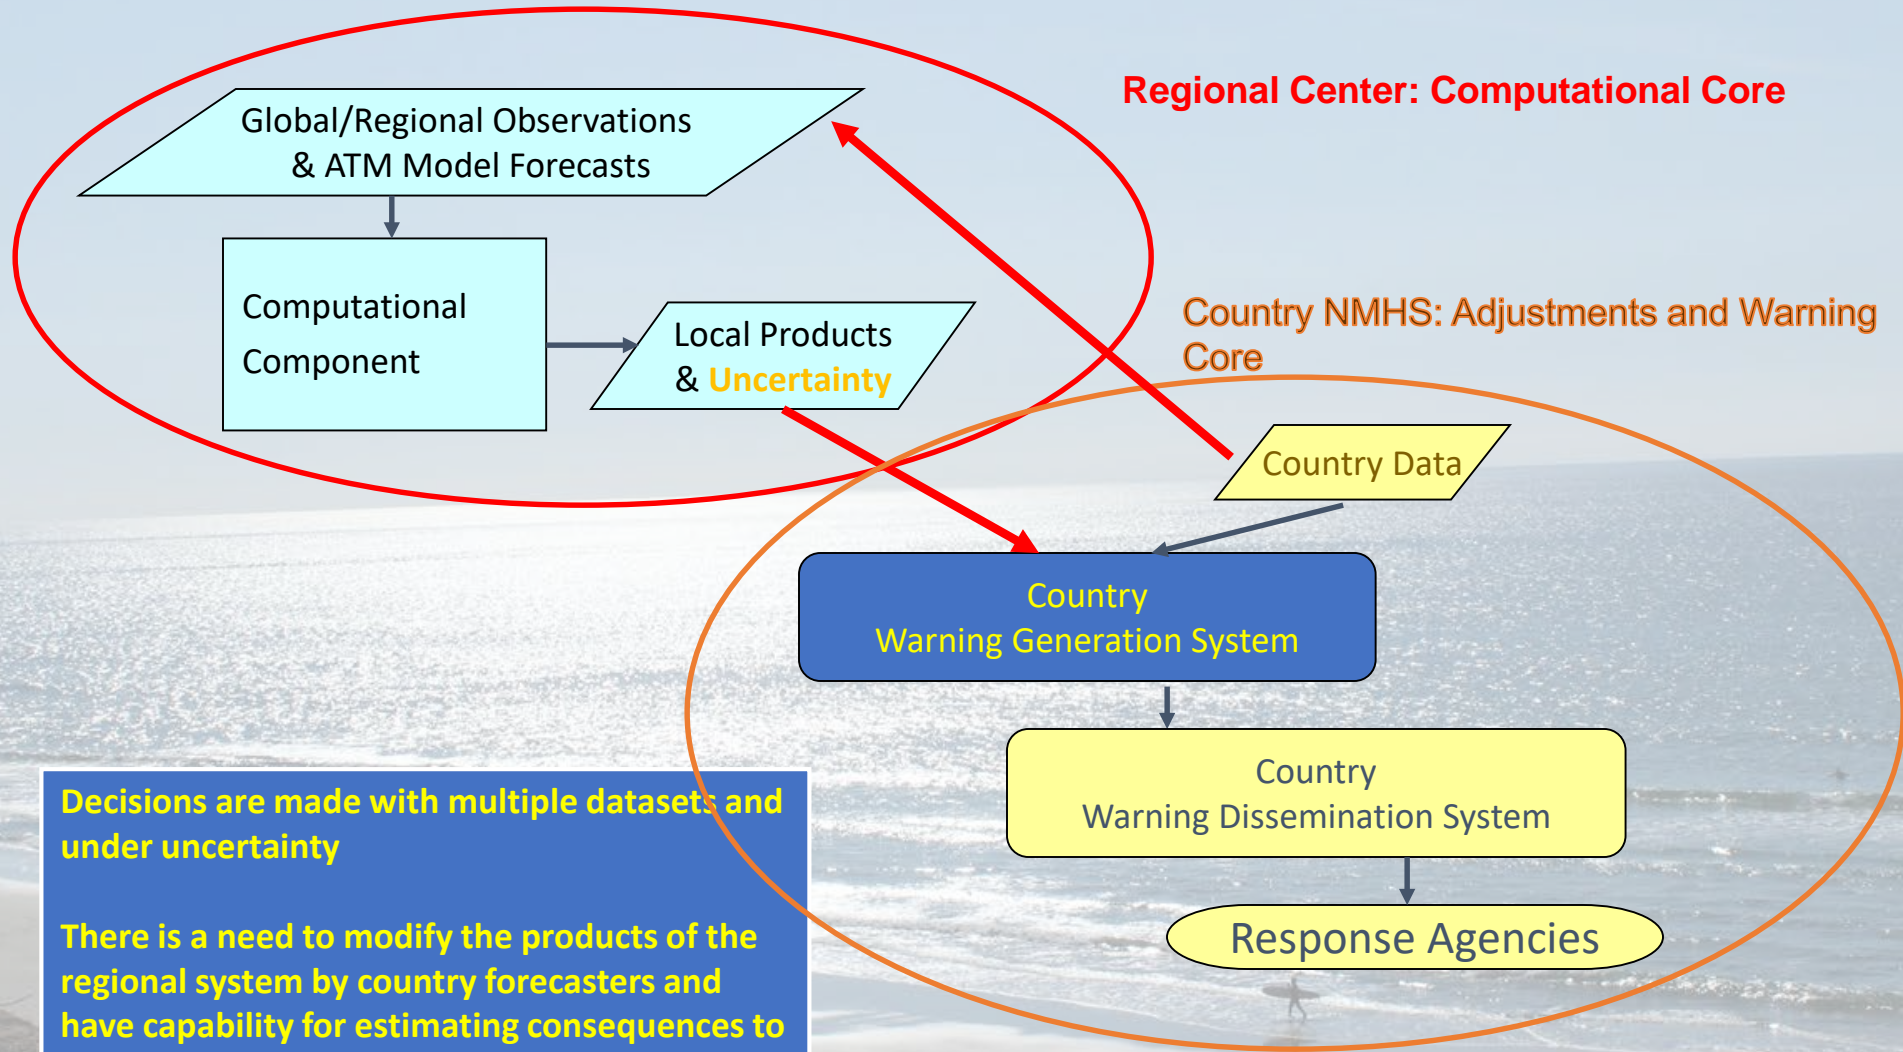 Regional Center: Computational Core
Global/Regional Observations
& ATM Model Forecasts
Computational
Component
Local Products
& Uncertainty
Country NMHS: Adjustments and Warning
Core
Country Data
Country
Warning Generation System
Country
Warning Dissemination System
Response Agencies
Decisions are made with multiple datasets and
under uncertainty
There is a need to modify the products of the
regional system by country forecasters and
have capability for estimating consequences to